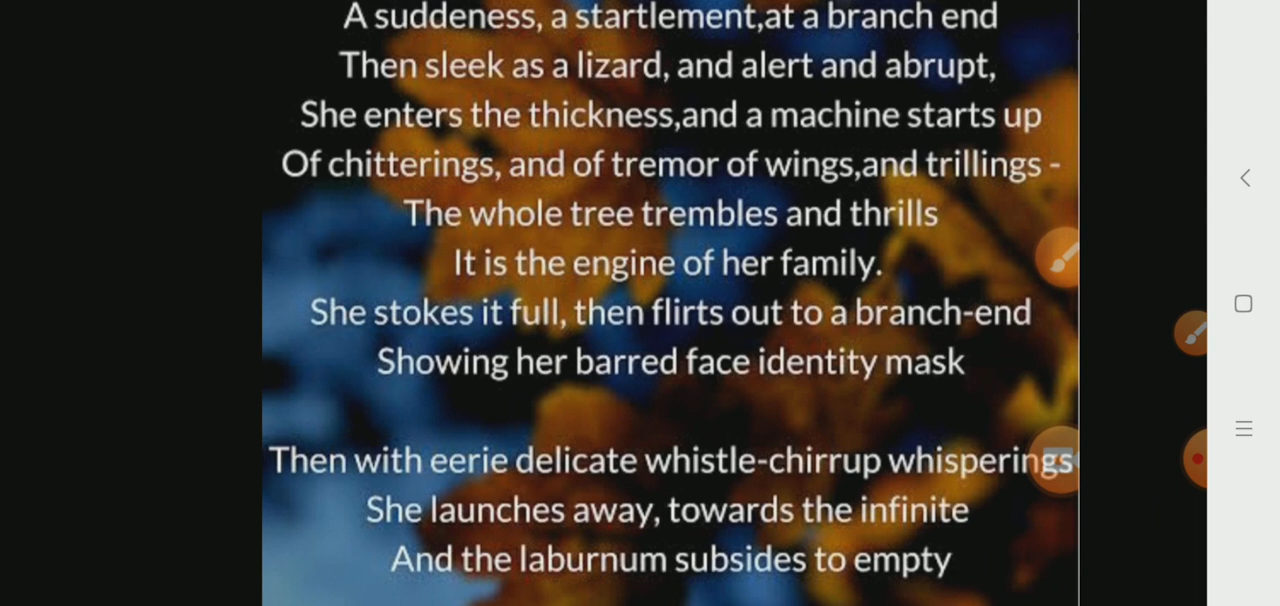 A suddeness, a startlement,at a branch end
Then sleek as a lizard, and alert and abrupt,
She enters the thickness,and a machine starts up
Of chitterings, and of tremor of wings,and trillings -
The whole tree trembles and thrills
It is the engine of her family.
She stokes it full, then flirts out to a branch-end
Showing her barred face identity mask
Then with eerie delicate whistle-chirrup whisperings
She launches away, towards the infinite
And the laburnum subsides to empty